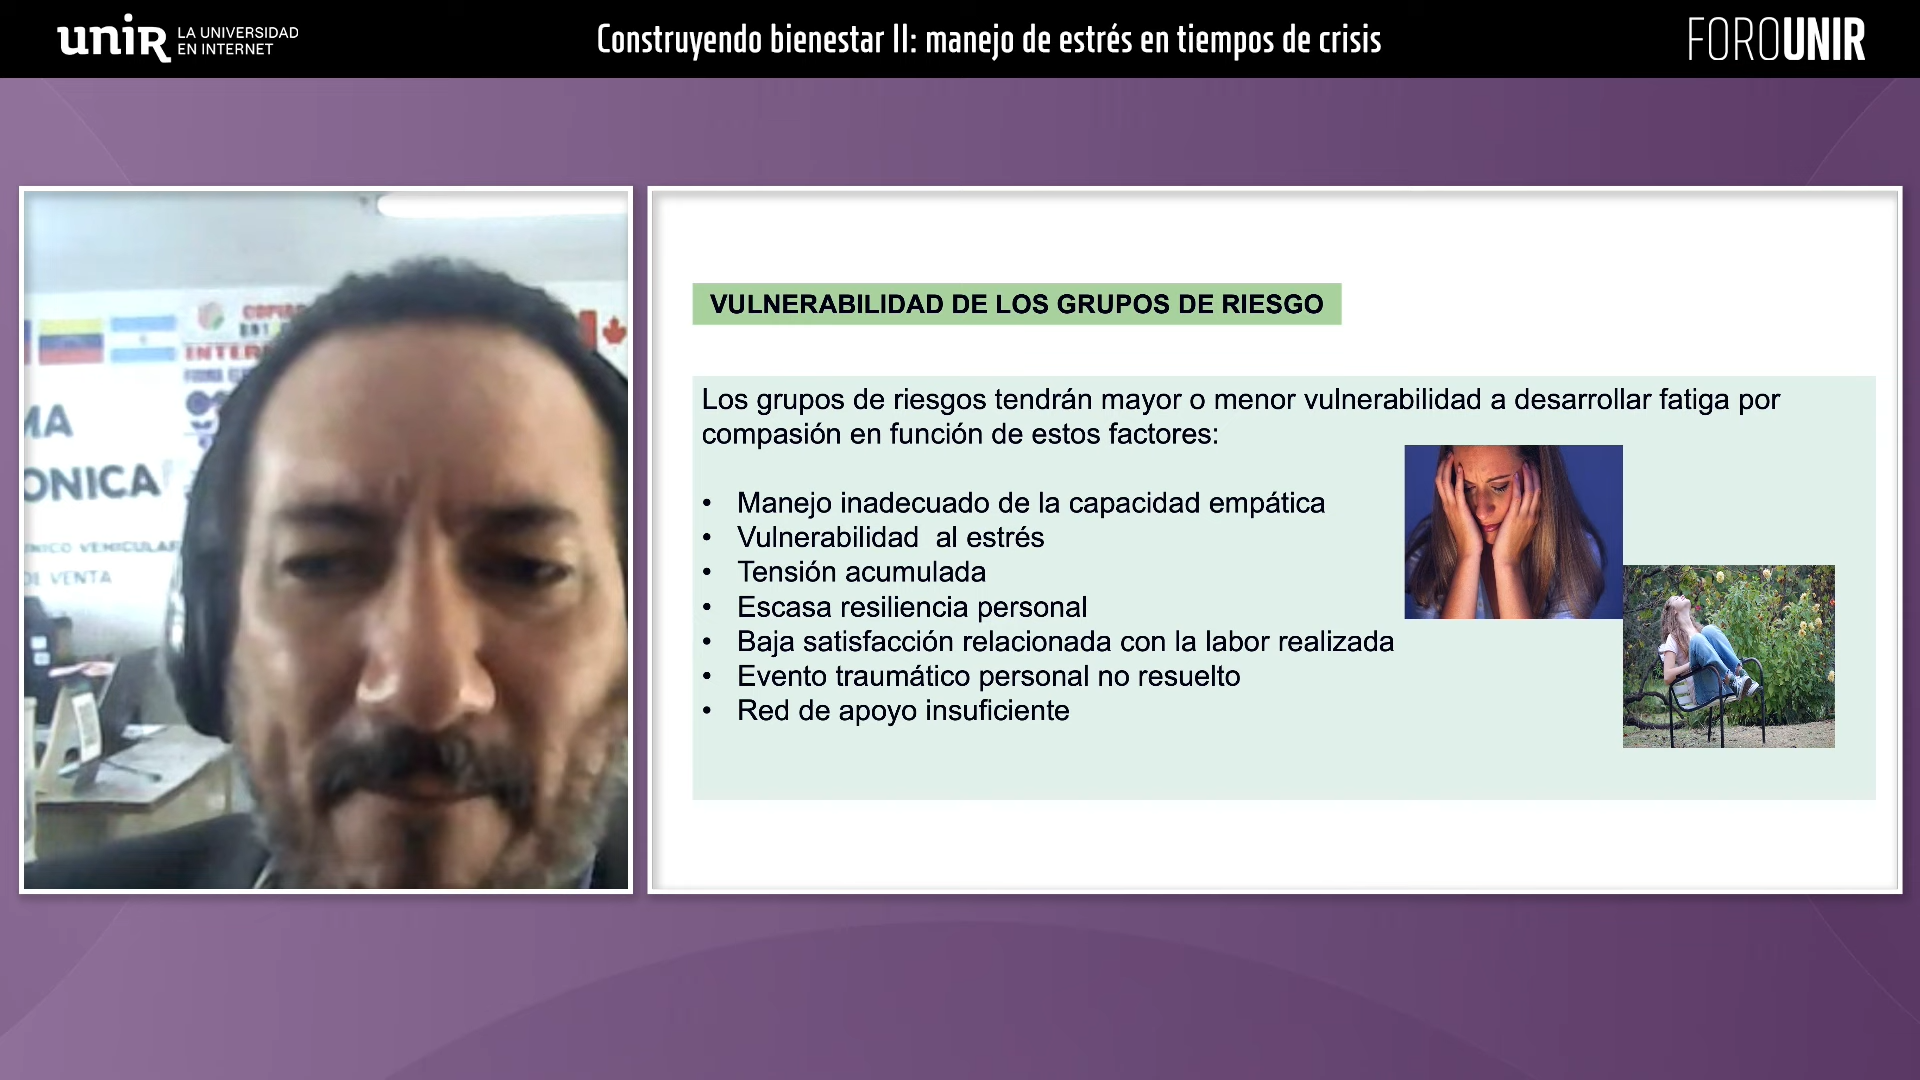 unir LA UNIVERSIDAD
EN INTERNET
Construyendo bienestar II: manejo de estrés en tiempos de crisis
FOROUNIR
VULNERABILIDAD DE LOS GRUPOS DE RIESGO
Los grupos de riesgos tendrán mayor o menor vulnerabilidad a desarrollar fatiga por
compasión en función de estos factores:
• Manejo inadecuado de la capacidad empática
• Vulnerabilidad  al estrés
• Tensión acumulada
• Escasa resiliencia personal
• Baja satisfacción relacionada con la labor realizada
• Evento traumático personal no resuelto
• Red de apoyo insuficiente
MA
ONICA
VEHICULAR
VENTA